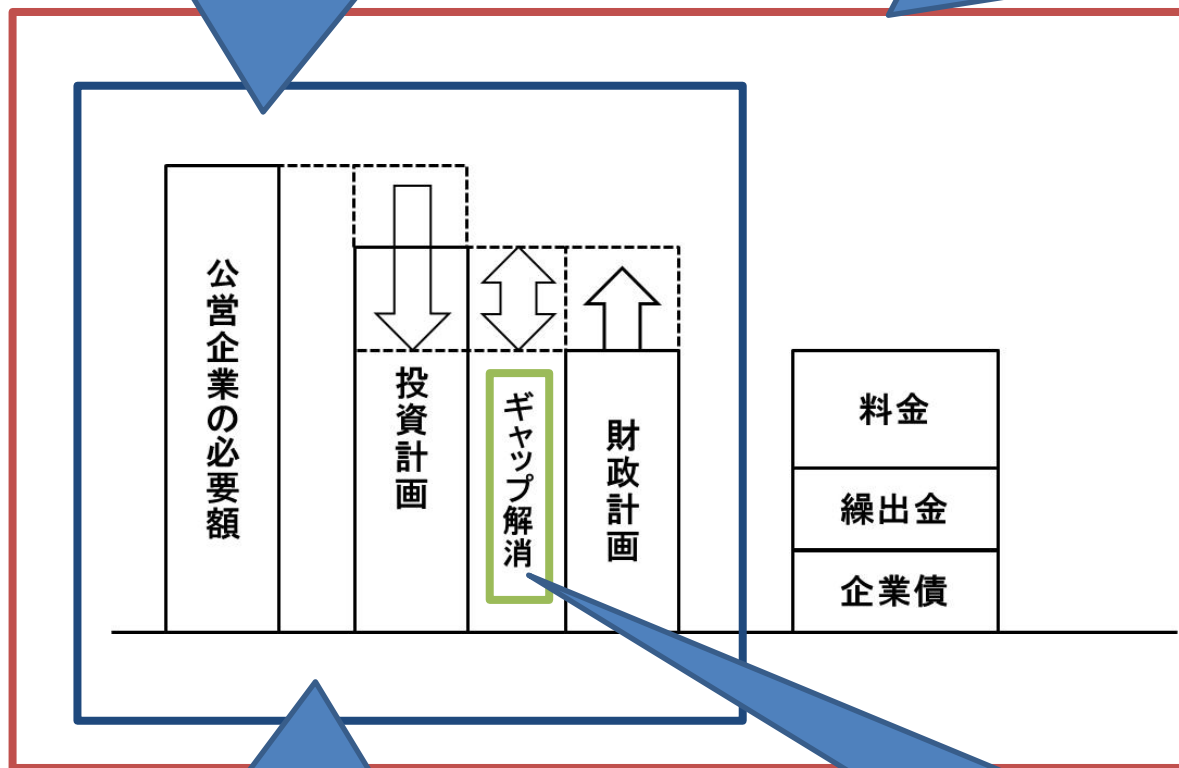 公営企業の必要額
投資計画
ギャップ解消
財政計画
料金
繰出金
企業債